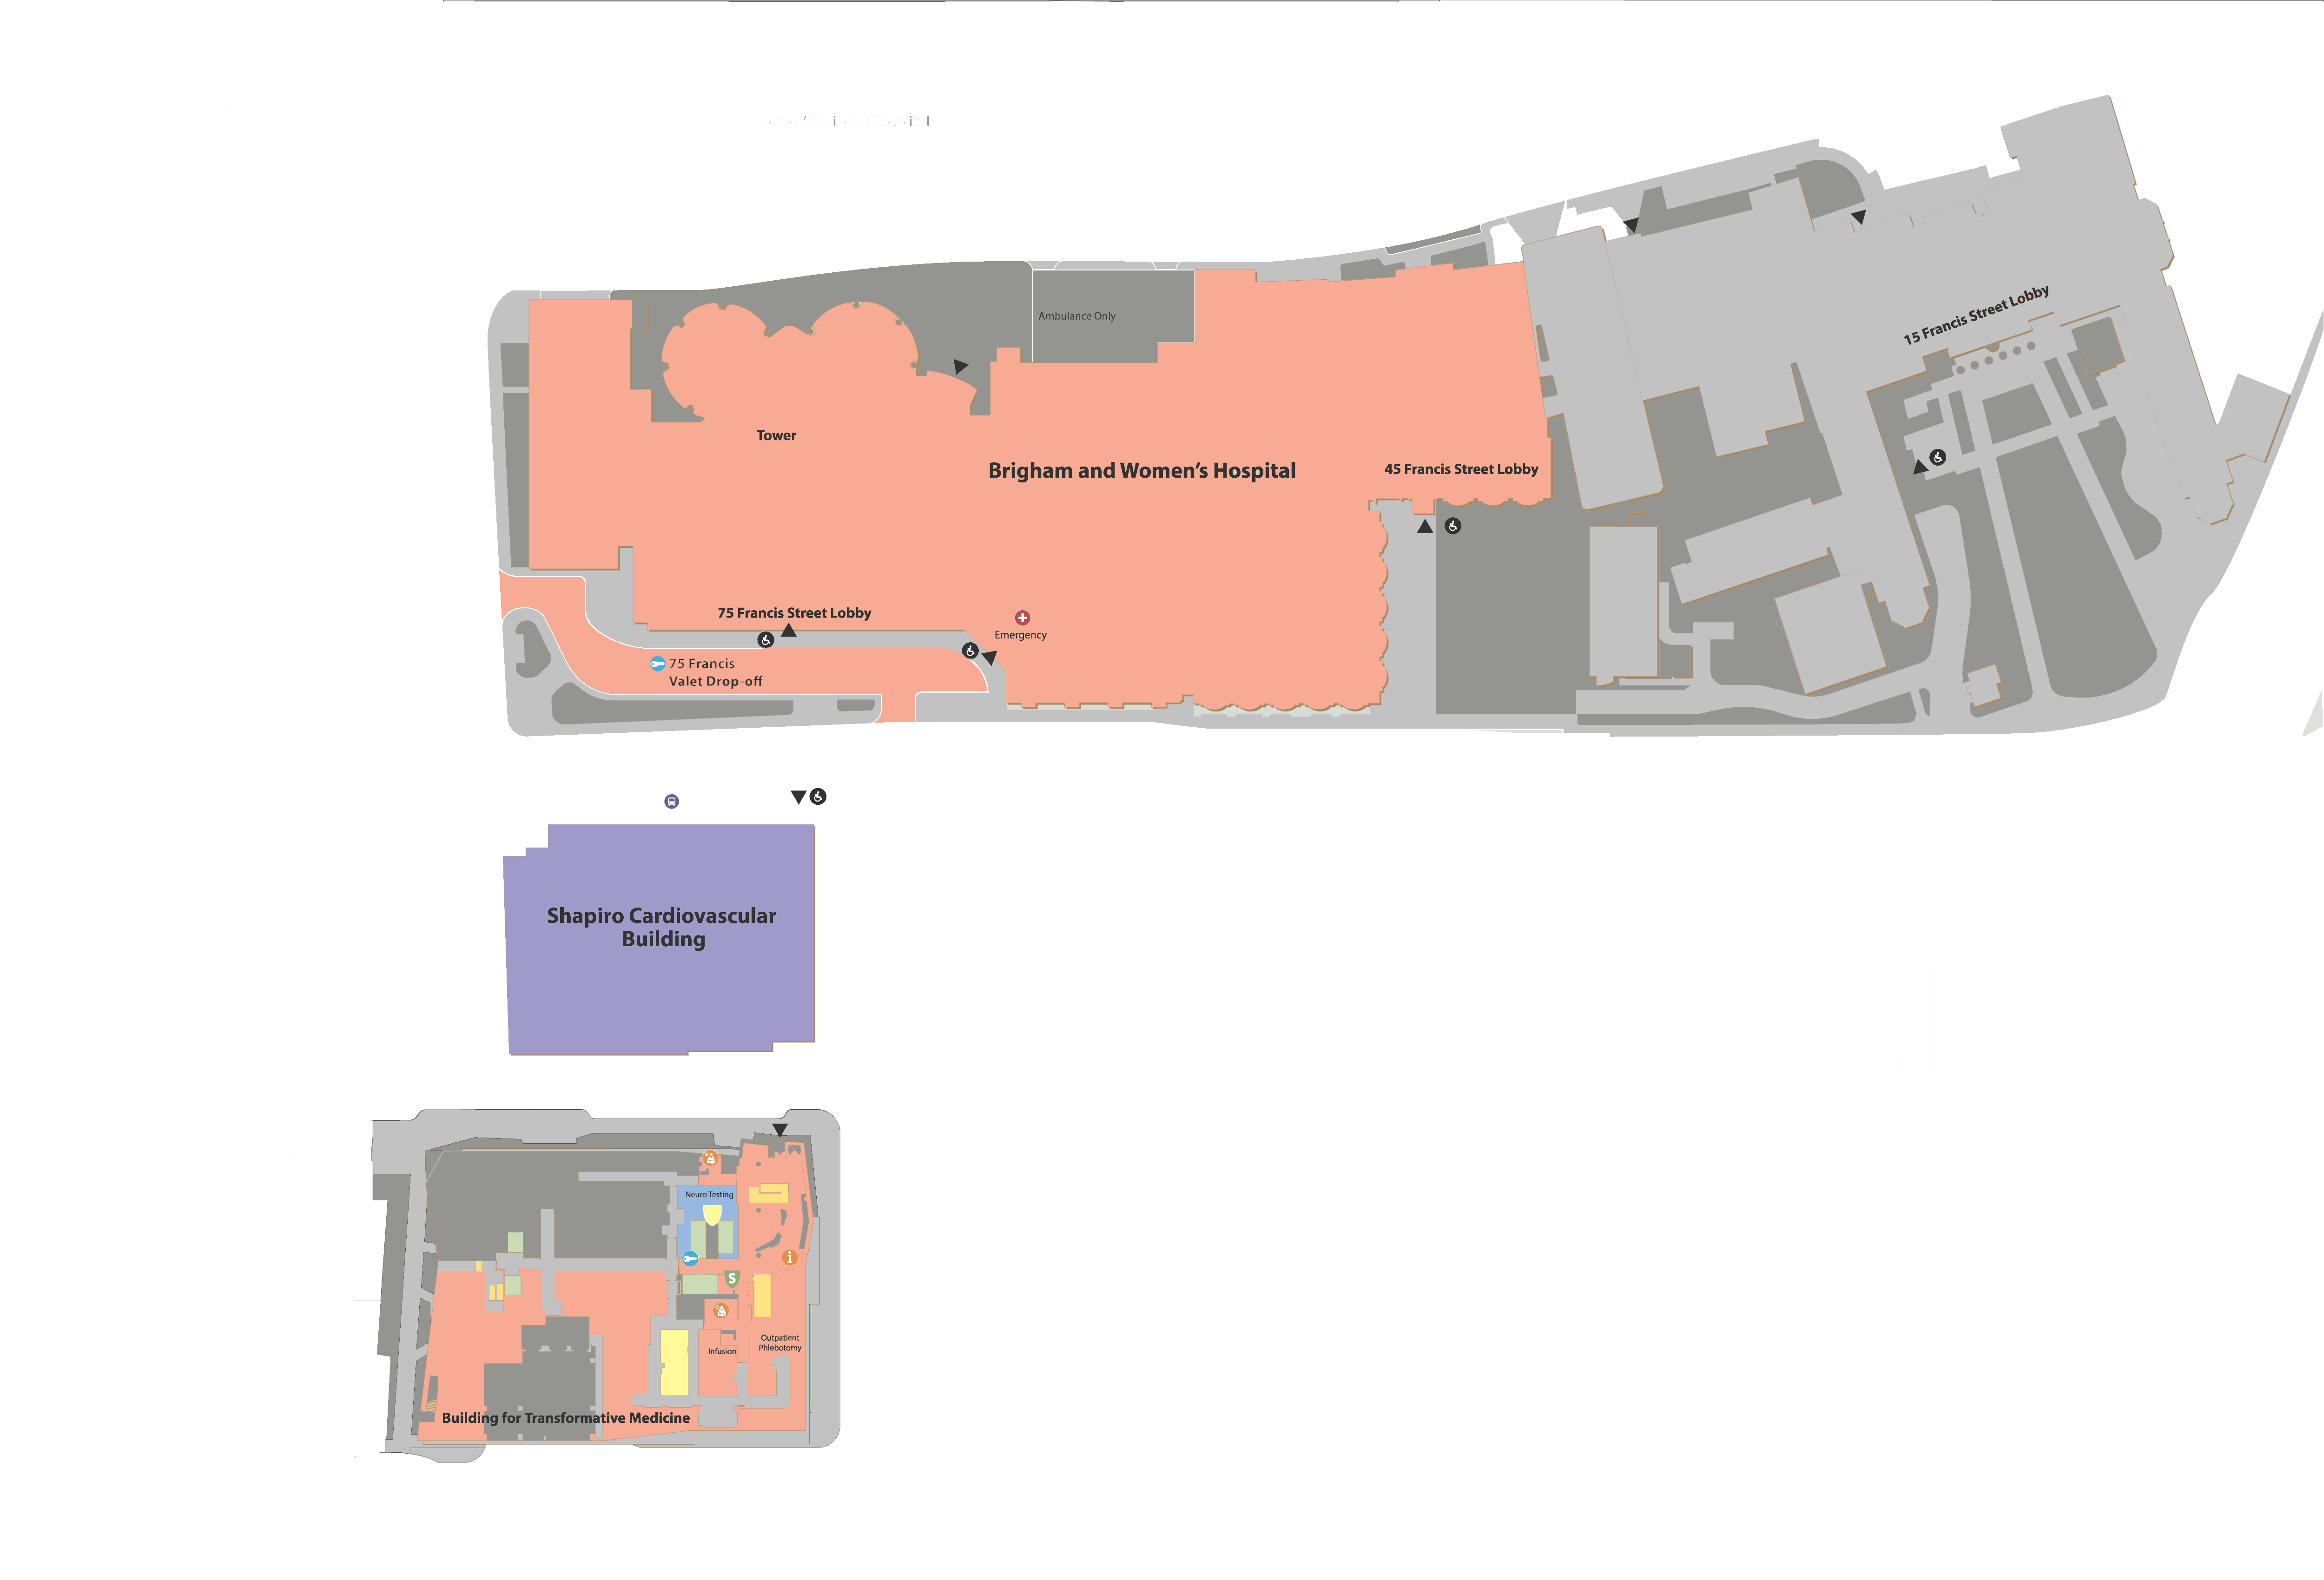 15 Francis Street Lobby
Ambulance Only
Tower
Brigham and Women's Hospital
45 Francis Street Lobby
75 Francis Street Lobby
Emergency
75 Francis
Valet Drop-off
Shapiro Cardiovascular
Building
Neuro Testing
i
S
Outpatient
Phlebotomy
Infusion
Building for Transformative Medicine